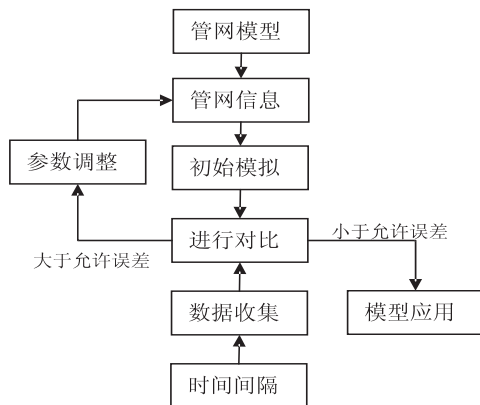 管网模型
管网信息
参数调整
初始模拟
进行对比
小于允许误差
大于允许误差
数据收集
模型应用
时间间隔